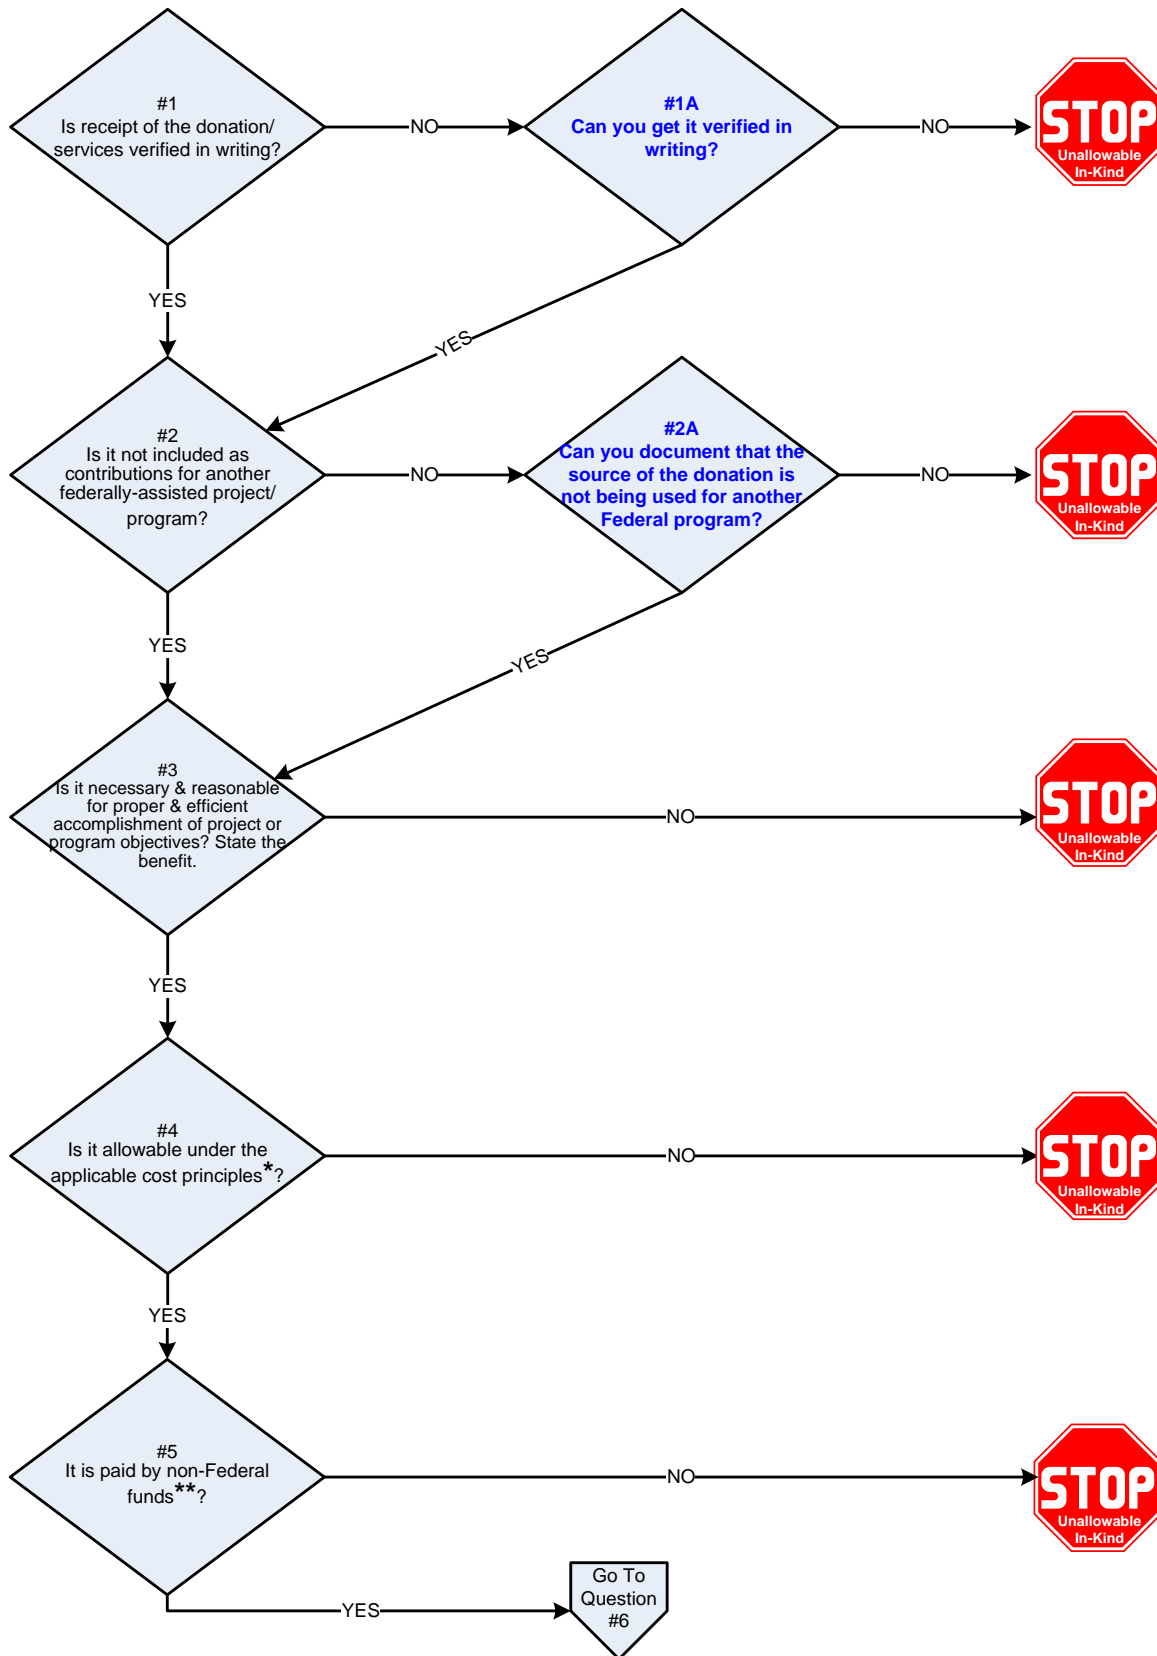 #1
Is receipt of the donation/
services verified in writing?
NO
#1A
Can you get it verified in
writing?
NO
STOP
Unallowable
In-Kind
YES
YES
#2
Is it not included as
contributions for another
federally-assisted project/
program?
NO
#2A
Can you document that the
source of the donation is
not being used for another
Federal program?
NO
STOP
Unallowable
In-Kind
YES
YES
#3
Is it necessary & reasonable
for proper & efficient
accomplishment of project or
program objectives? State the
benefit.
NO
STOP
Unallowable
In-Kind
YES
#4
Is it allowable under the
applicable cost principles*?
NO
STOP
Unallowable
In-Kind
YES
#5
It is paid by non-Federal
funds**?
NO
STOP
Unallowable
In-Kind
YES
Go To
Question
#6